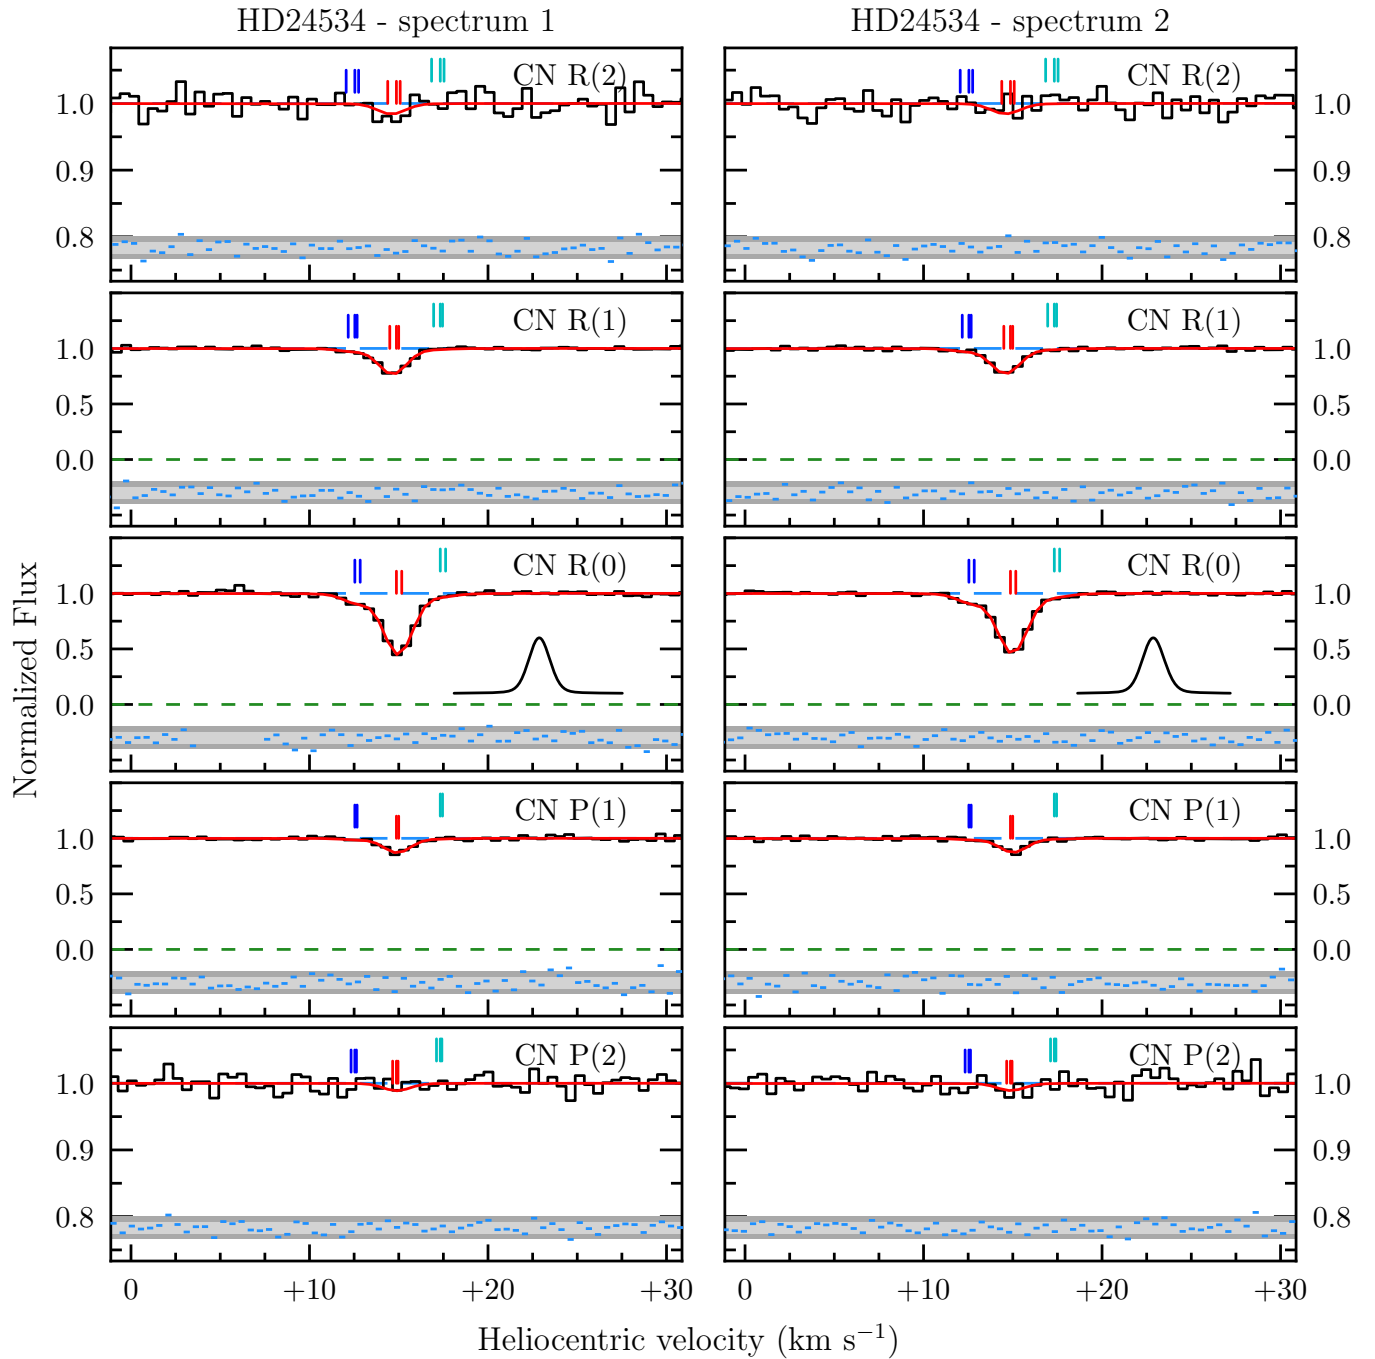 HD24534 - spectrum 1
HD24534 - spectrum 2
CN R(2)
CN R(2)
1.0
0.9
0.8
1.0
0.9
0.8
CN R(1)
CN R(1)
1.0
0.5
0.0
1.0
0.5
0.0
CN R(0)
CN R(0)
1.0
0.5
0.0
1.0
0.5
0.0
CN P(1)
CN P(1)
1.0
0.5
0.0
1.0
0.5
0.0
CN P(2)
CN P(2)
1.0
0.9
0.8
1.0
0.9
0.8
Normalized Flux
0 +10 +20 +30
0 +10 +20 +30
Heliocentric velocity (km s⁻¹)